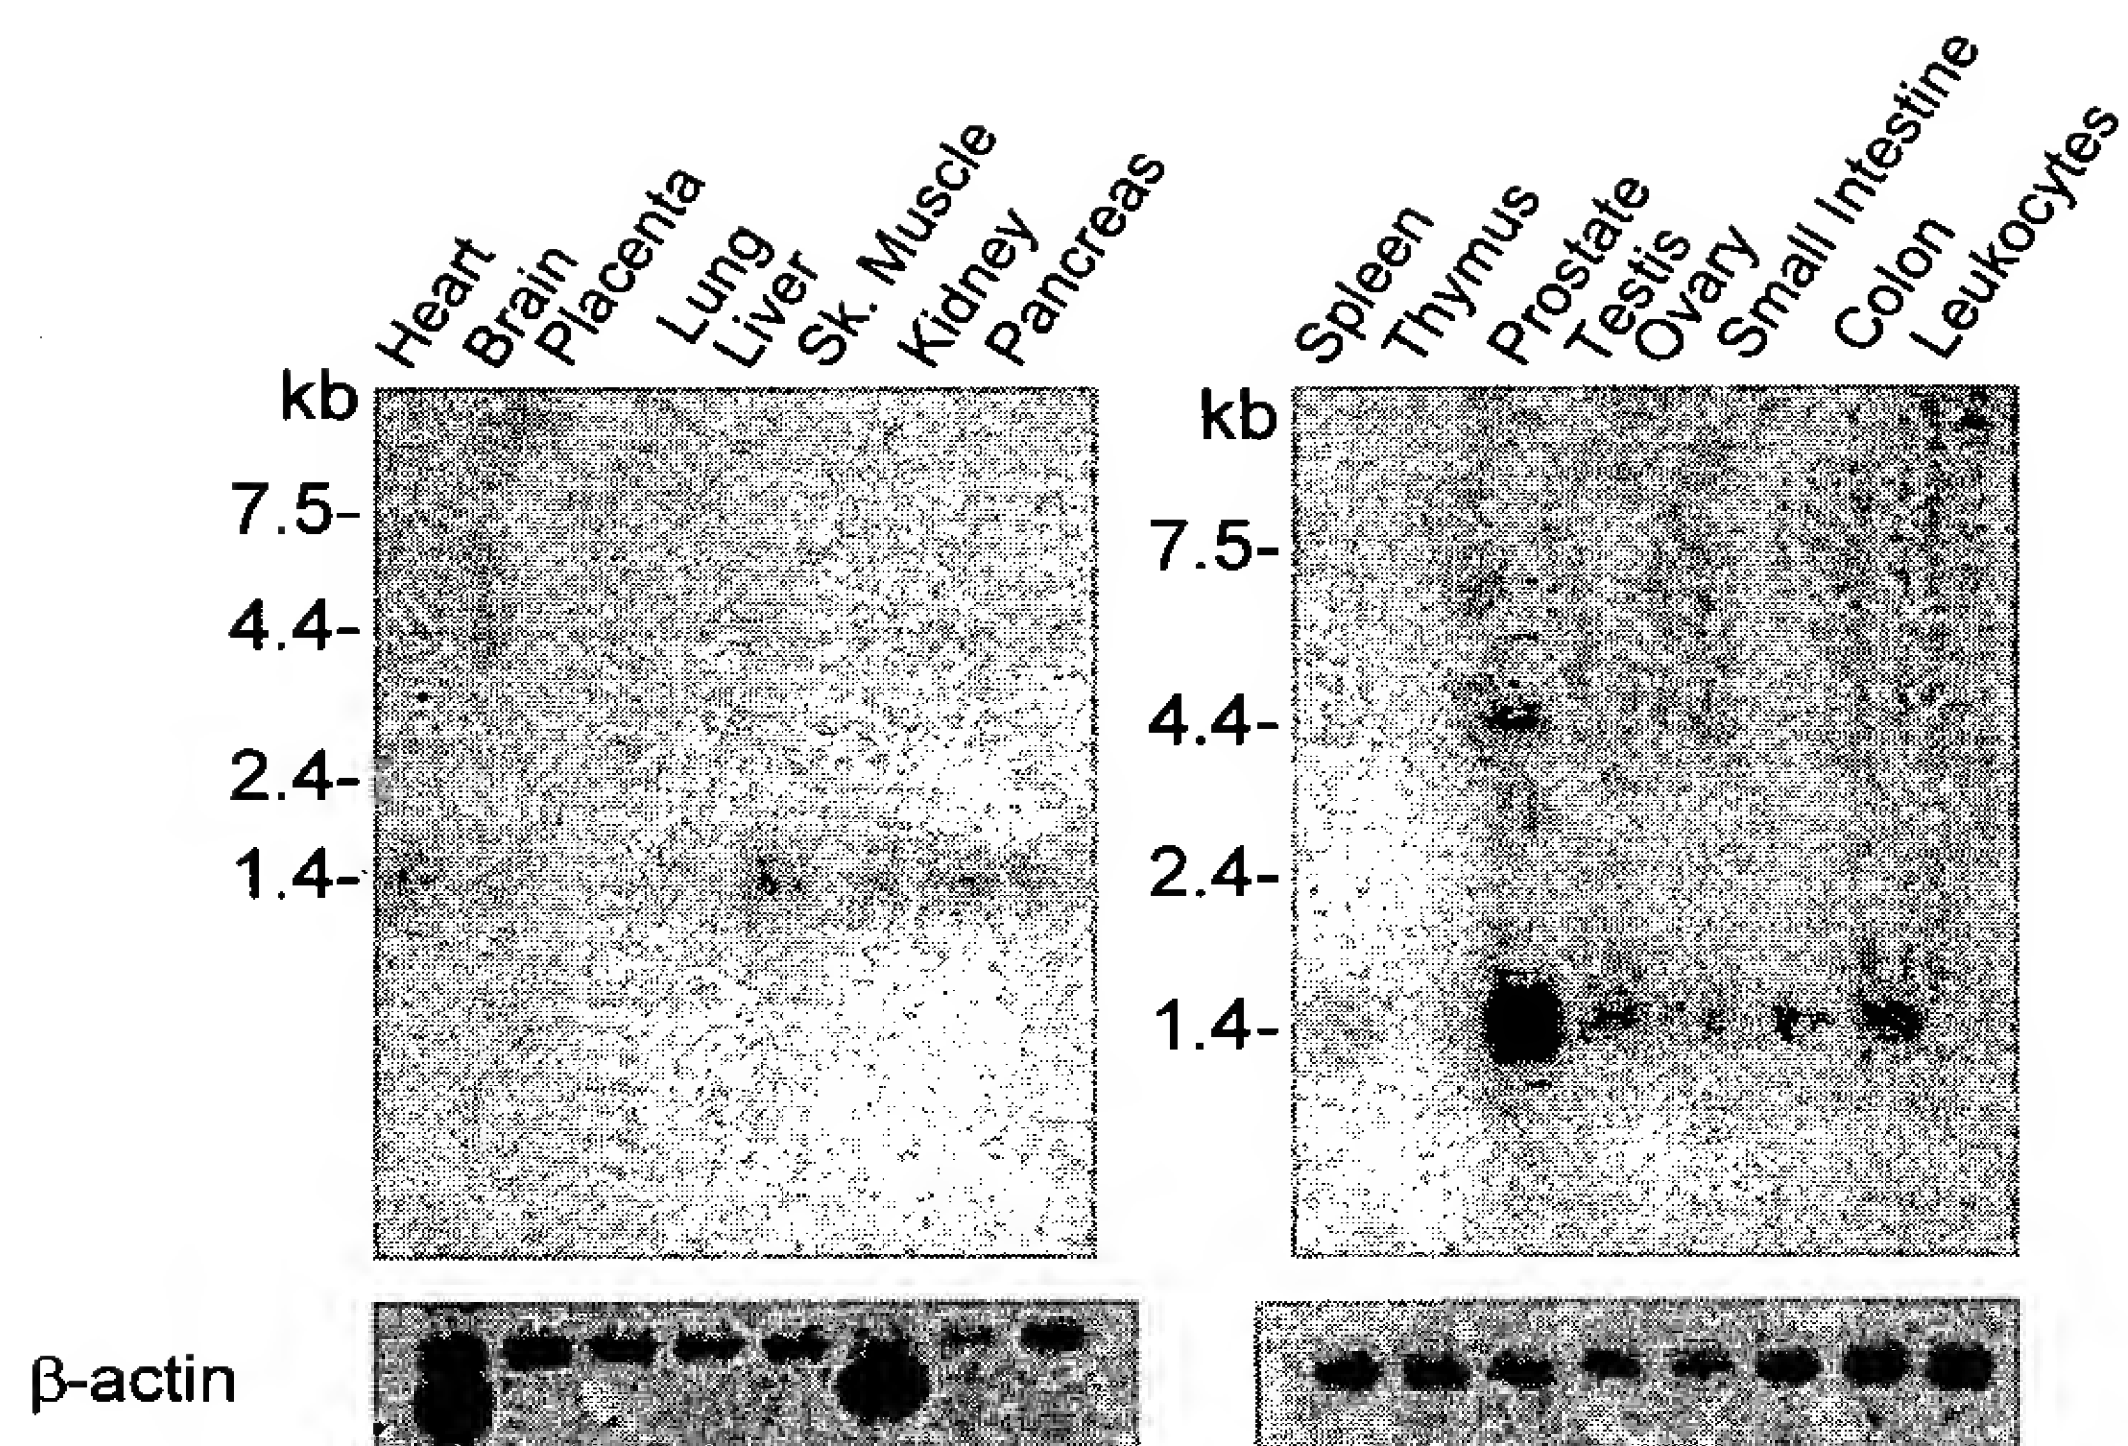 Heart
Brain
Placenta
Lung
Liver
Sk. Muscle
Kidney
Pancreas
kb
7.5-
4.4-
2.4-
1.4-
Spleen
Thymus
Prostate
Testis
Ovary
Small Intestine
Colon
Leukocytes
kb
7.5-
4.4-
2.4-
1.4-
β-actin